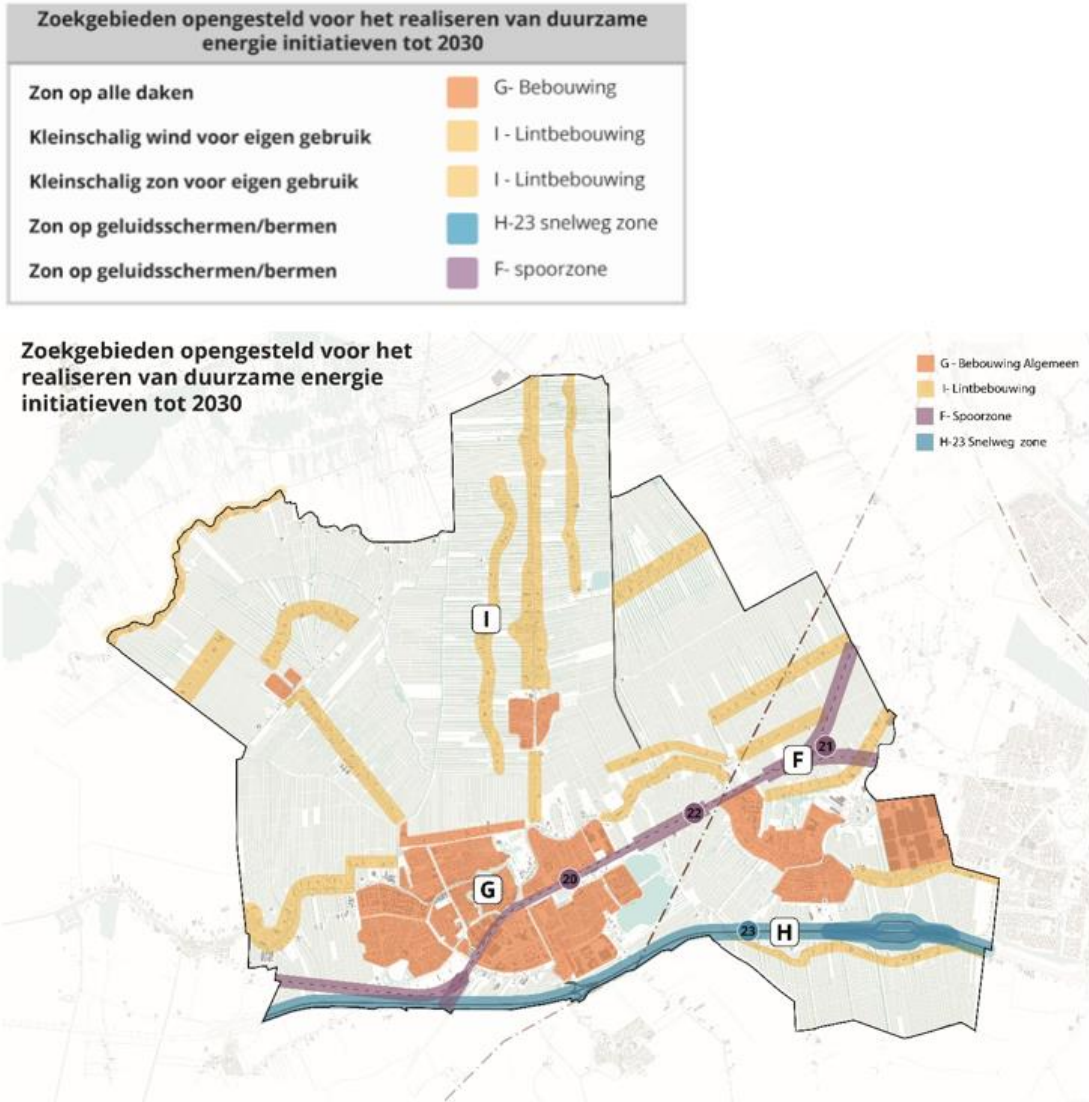 Zoekgebieden opengesteld voor het realiseren van duurzame
energie initiatieven tot 2030
Zon op alle daken
G- Bebouwing
Kleinschalig wind voor eigen gebruik
I - Lintbebouwing
Kleinschalig zon voor eigen gebruik
I - Lintbebouwing
Zon op geluidsschermen/bermen
H-23 snelweg zone
Zon op geluidsschermen/bermen
F- spoorzone
Zoekgebieden opengesteld voor het
realiseren van duurzame energie
initiatieven tot 2030
G - Bebouwing Algemeen
I- Lintbebouwing
F- Spoorzone
H-23 Snelweg zone
I
21
F
22
20
G
23
H